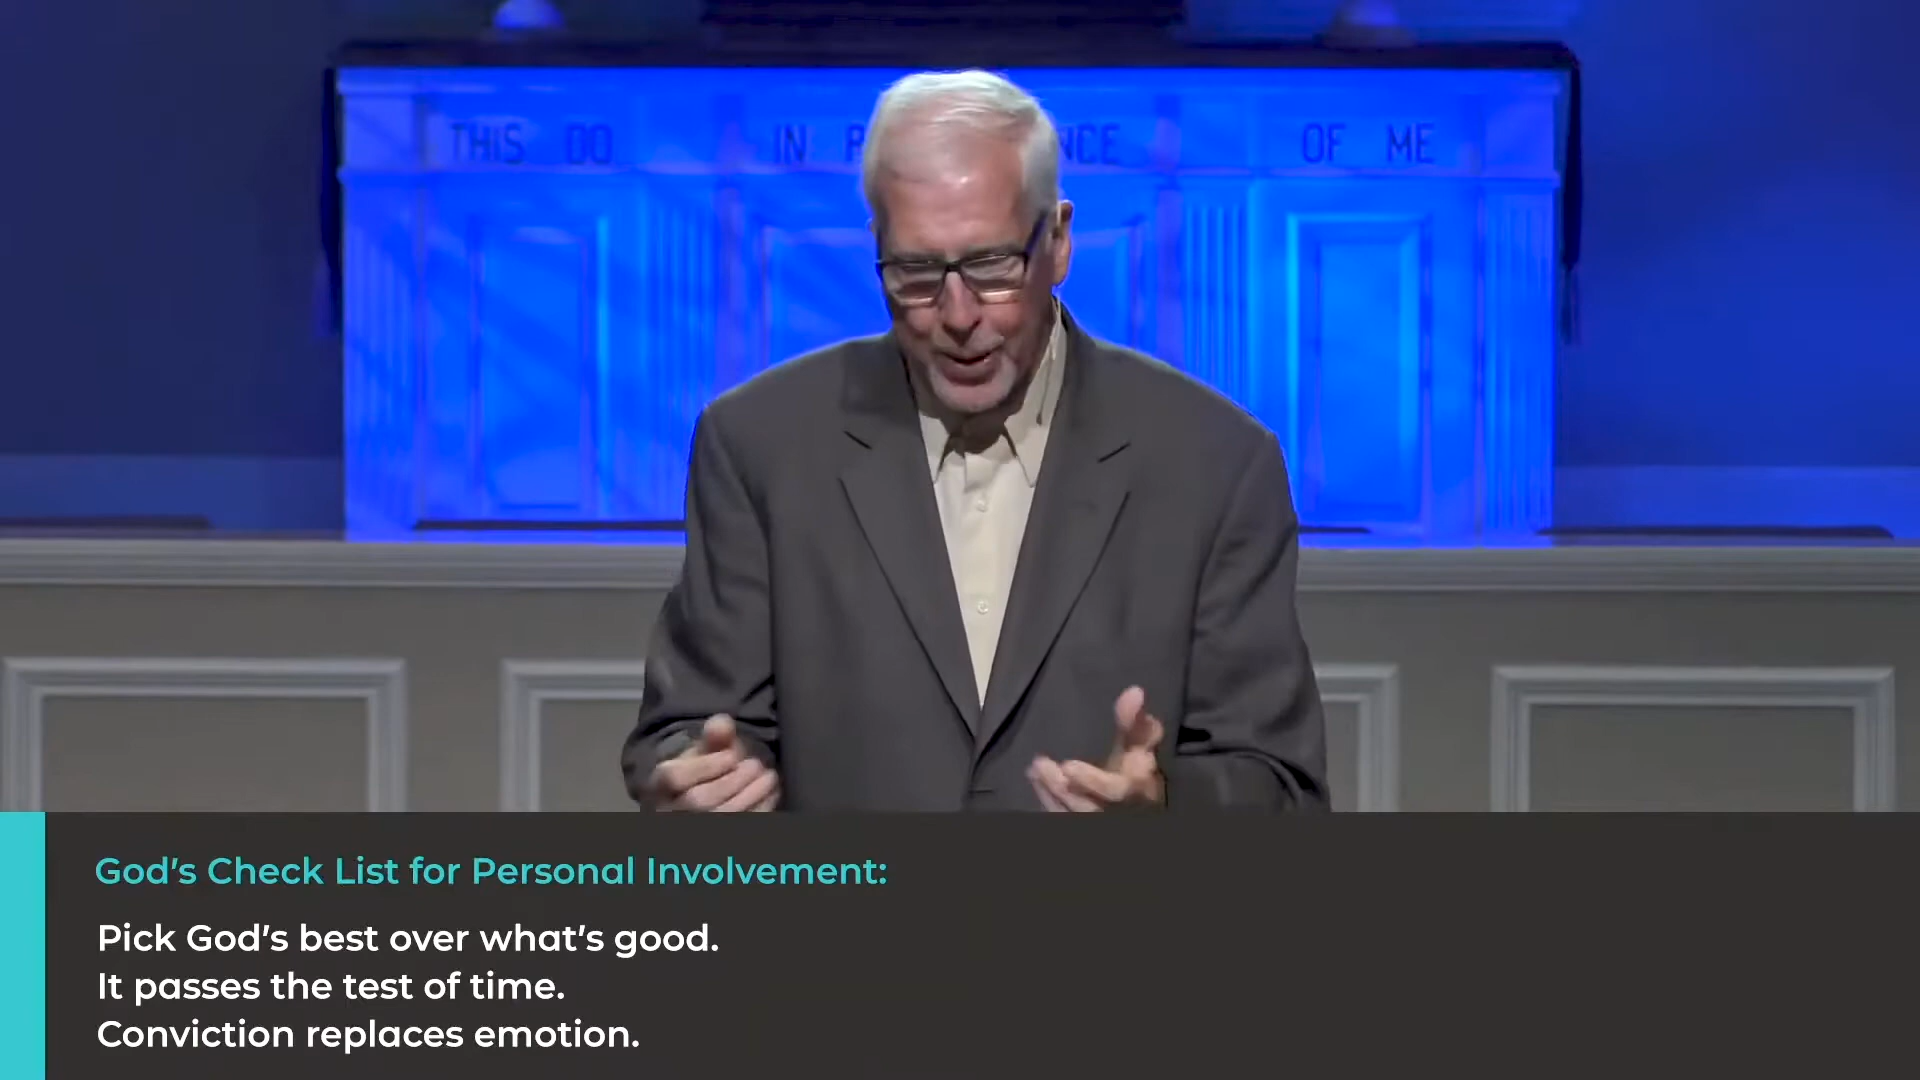 THIS DO IN OF ME
God's Check List for Personal Involvement:
Pick God's best over what's good.
It passes the test of time.
Conviction replaces emotion.